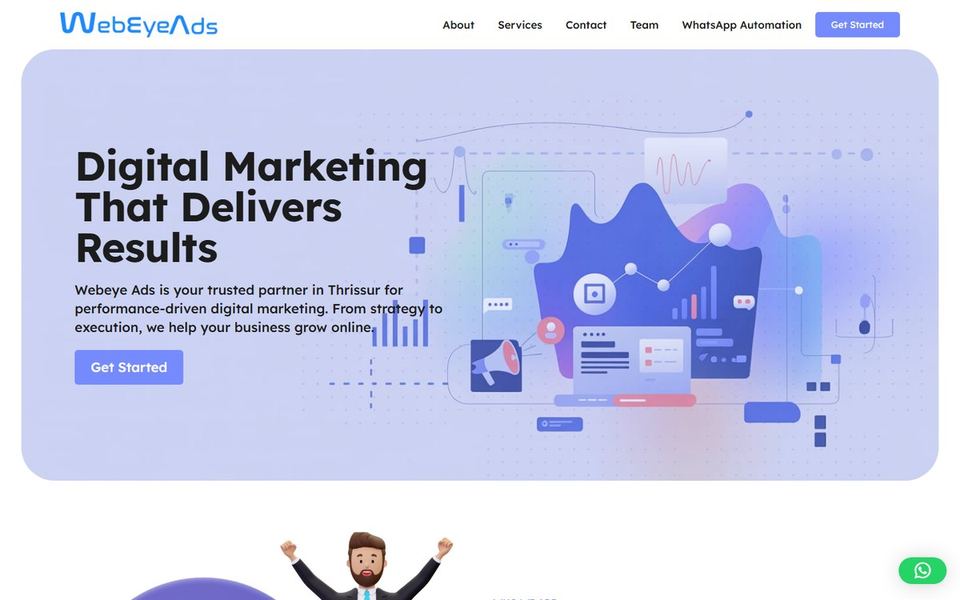 WebEyeAds
About
Services
Contact
Team
WhatsApp Automation
Get Started
Digital Marketing
That Delivers
Results
Webeye Ads is your trusted partner in Thrissur for
performance-driven digital marketing. From strategy to
execution, we help your business grow online.
Get Started